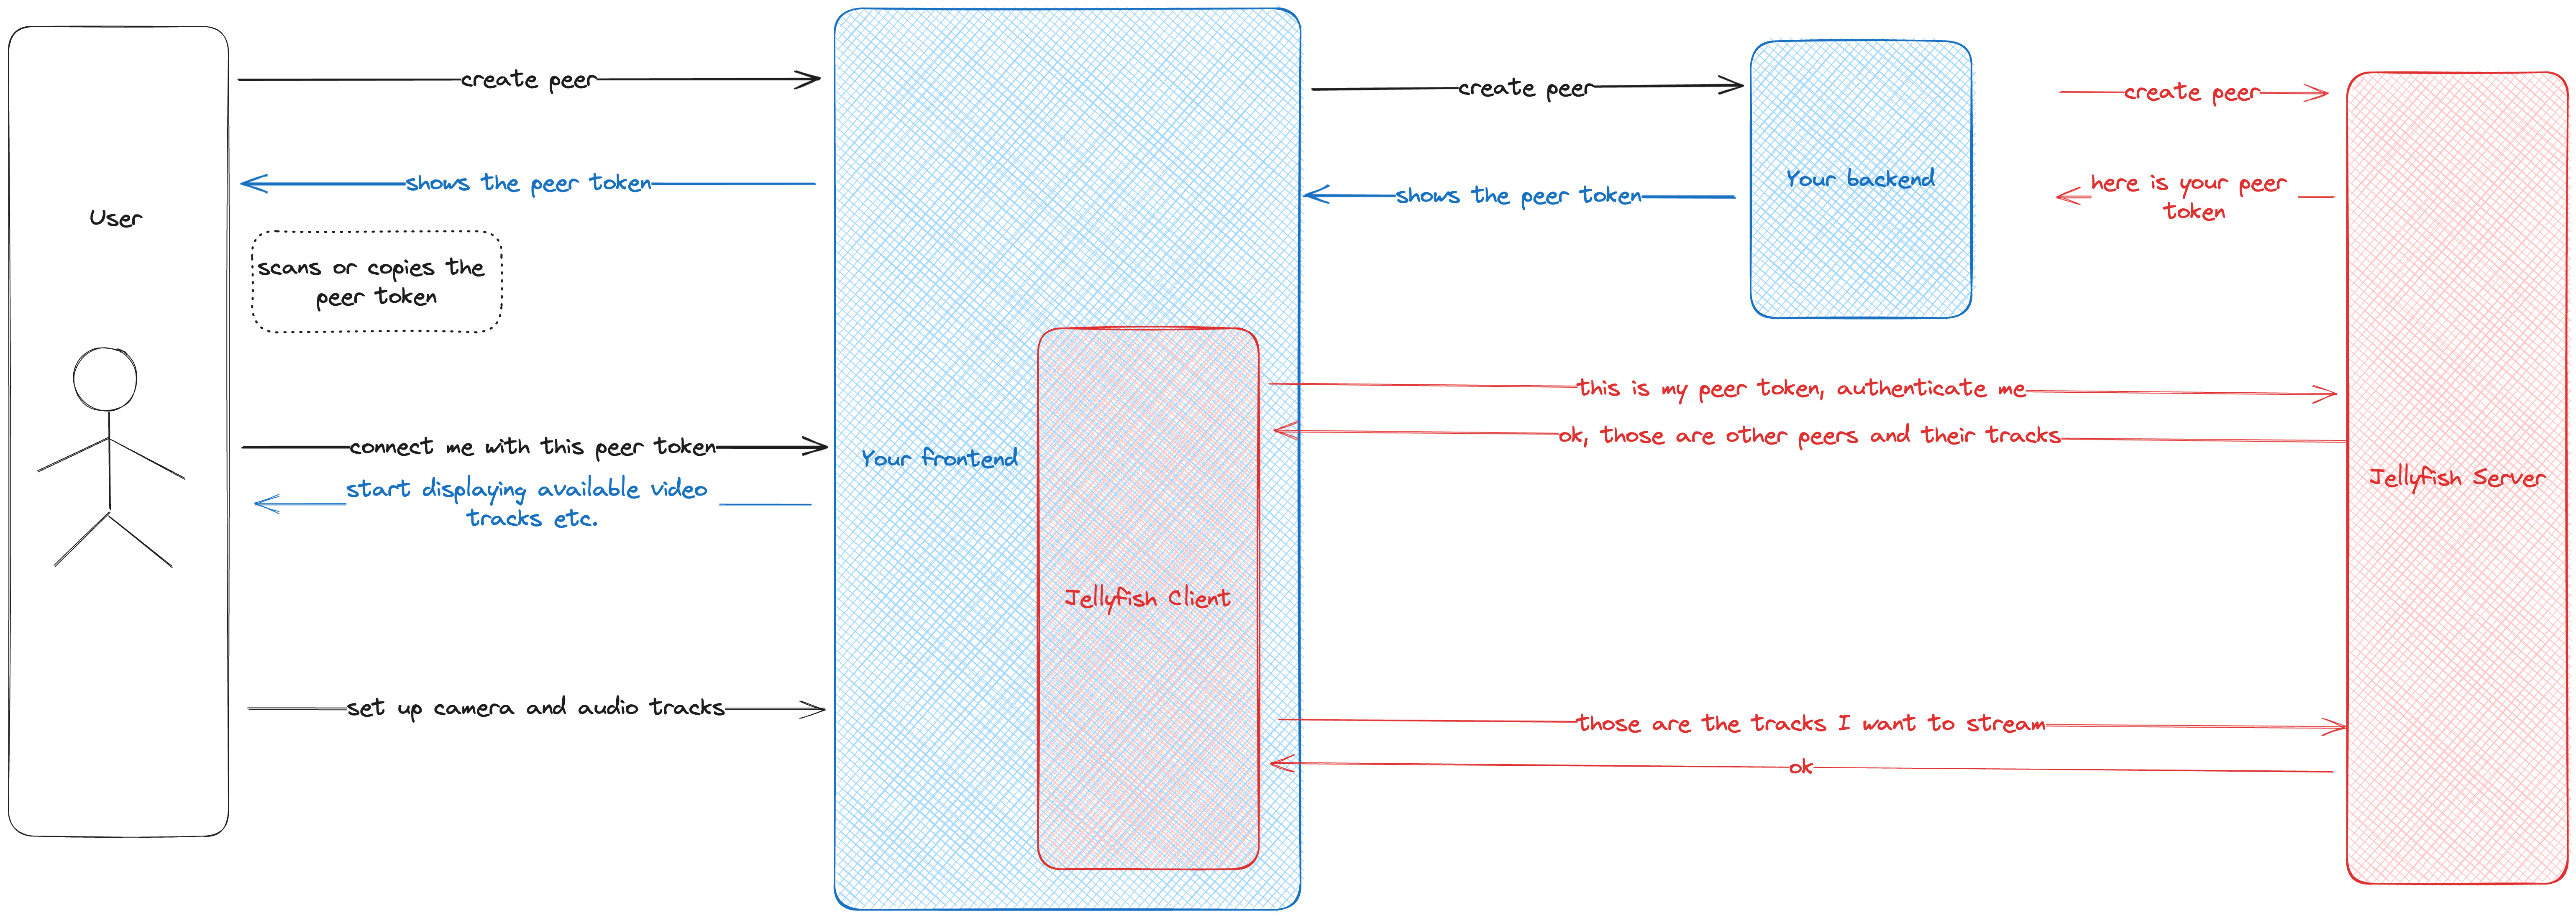 create peer
create peer
create peer
shows the peer token
shows the peer token
Your backend
here is your peer
token
User
scans or copies the
peer token
this is my peer token, authenticate me
ok, those are other peers and their tracks
connect me with this peer token
Your frontend
Jellyfish Server
start displaying available video
tracks etc.
Jellyfish Client
set up camera and audio tracks
those are the tracks I want to stream
ok